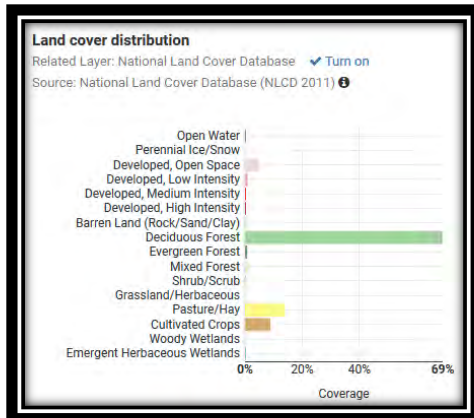 Land cover distribution
Related Layer: National Land Cover Database ✔ Turn on
Source: National Land Cover Database (NLCD 2011)
Open Water
Perennial Ice/Snow
Developed, Open Space
Developed, Low Intensity
Developed, Medium Intensity
Developed, High Intensity
Barren Land (Rock/Sand/Clay)
Deciduous Forest
Evergreen Forest
Mixed Forest
Shrub/Scrub
Grassland/Herbaceous
Pasture/Hay
Cultivated Crops
Woody Wetlands
Emergent Herbaceous Wetlands
0% 20% 40% 69%
Coverage